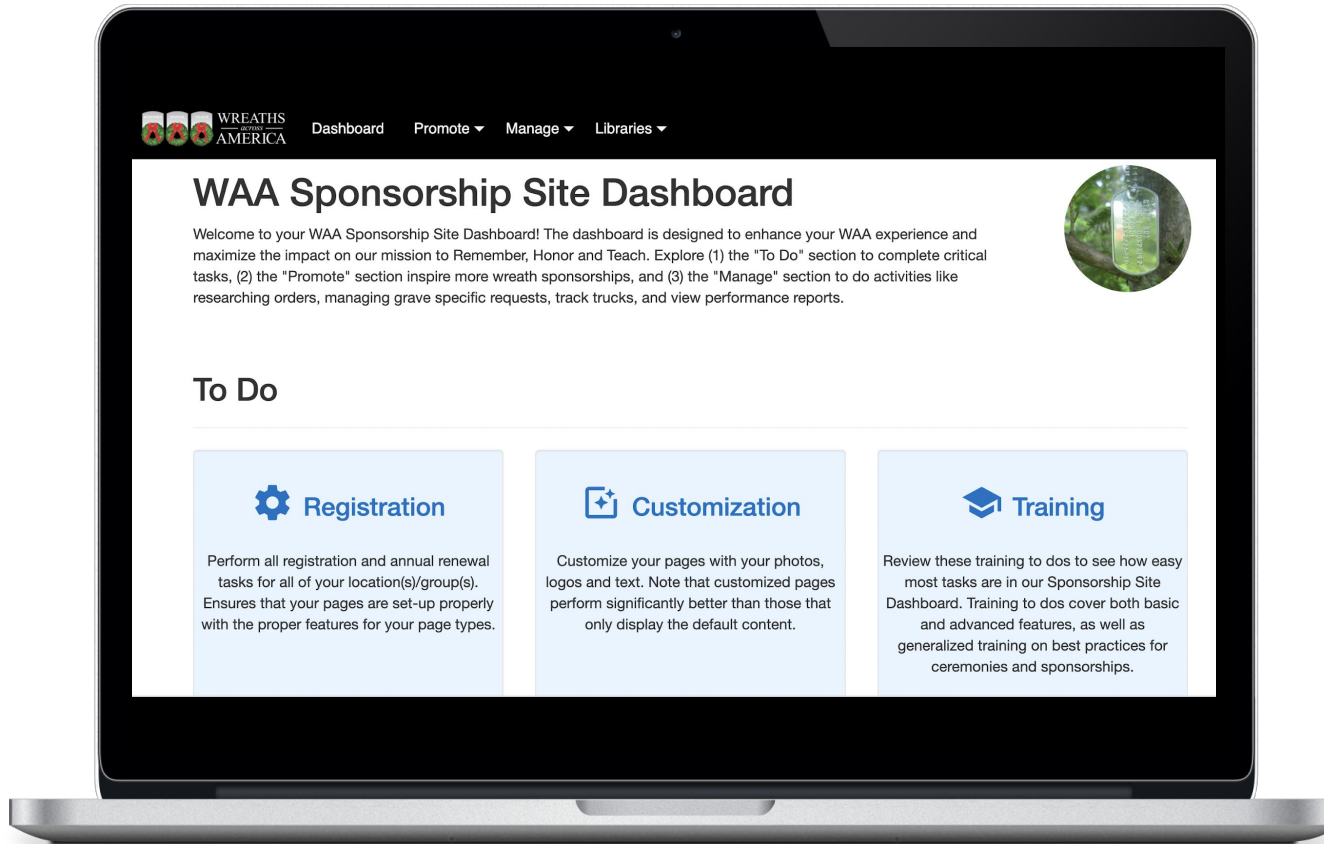 WREATHS
across
AMERICA
Dashboard Promote Manage Libraries
WAA Sponsorship Site Dashboard
Welcome to your WAA Sponsorship Site Dashboard! The dashboard is designed to enhance your WAA experience and
maximize the impact on our mission to Remember, Honor and Teach. Explore (1) the "To Do" section to complete critical
tasks, (2) the "Promote" section inspire more wreath sponsorships, and (3) the "Manage" section to do activities like
researching orders, managing grave specific requests, track trucks, and view performance reports.
To Do
Registration
Perform all registration and annual renewal
tasks for all of your location(s)/group(s).
Ensures that your pages are set-up properly
with the proper features for your page types.
Customization
Customize your pages with your photos,
logos and text. Note that customized pages
perform significantly better than those that
only display the default content.
Training
Review these training to dos to see how easy
most tasks are in our Sponsorship Site
Dashboard. Training to dos cover both basic
and advanced features, as well as
generalized training on best practices for
ceremonies and sponsorships.